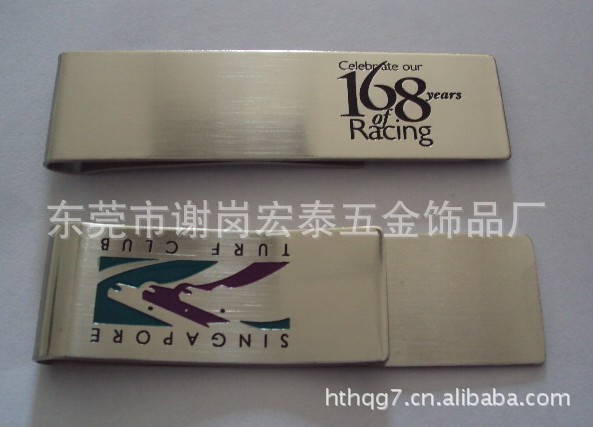 Celebrate our
168 years
of
Racing
东莞市谢岗宏泰五金饰品厂
TURF CLUB
SINGAPORE
hthqg7.cn.alibaba.com